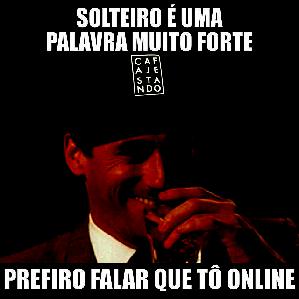 SOLTEIRO É UMA
PALAVRA MUITO FORTE
CAF
AJE
STA
NDO
PREFIRO FALAR QUE TÔ ONLINE